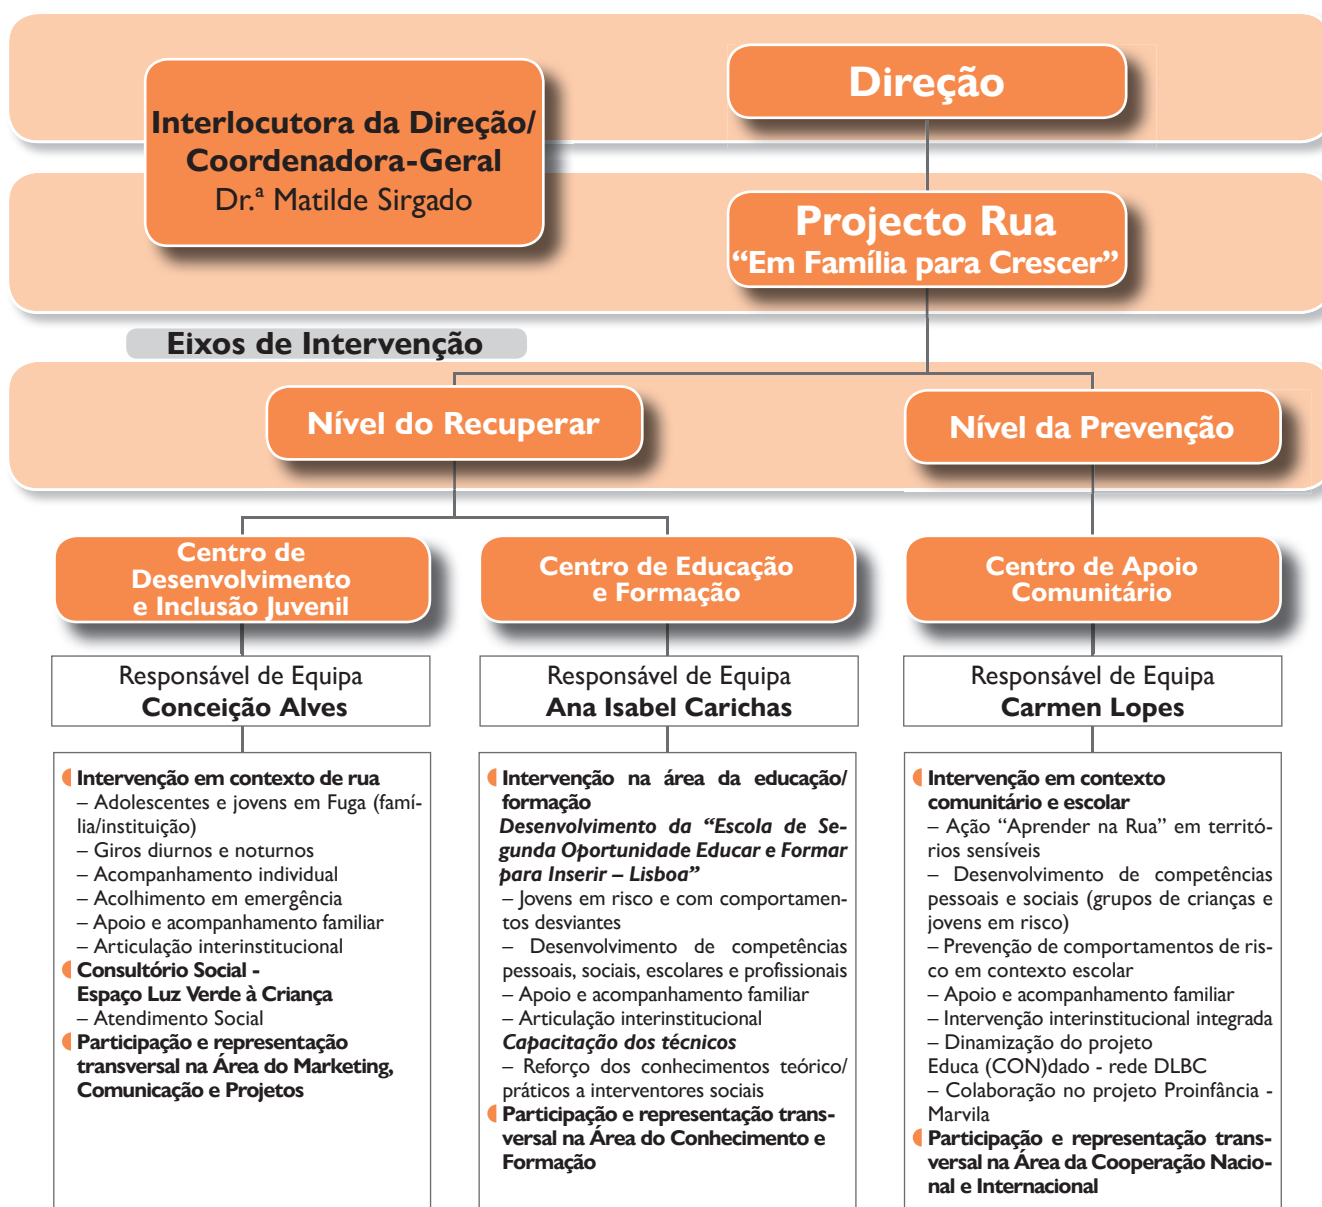 Direção
Interlocutora da Direção/
Coordenadora-Geral
Dr.ª Matilde Sirgado
Projecto Rua
“Em Família para Crescer”
Eixos de Intervenção
Nível do Recuperar
Nível da Prevenção
Centro de
Desenvolvimento
e Inclusão Juvenil
Responsável de Equipa
Conceição Alves
Intervenção em contexto de rua
– Adolescentes e jovens em Fuga (famí-
lia/instituição)
– Giros diurnos e noturnos
– Acompanhamento individual
– Acolhimento em emergência
– Apoio e acompanhamento familiar
– Articulação interinstitucional
Consultório Social -
Espaço Luz Verde à Criança
– Atendimento Social
Participação e representação
transversal na Área do Marketing,
Comunicação e Projetos
Centro de Educação
e Formação
Responsável de Equipa
Ana Isabel Carichas
Intervenção na área da educação/
formação
Desenvolvimento da “Escola de Se-
gunda Oportunidade Educar e Formar
para Inserir – Lisboa”
– Jovens em risco e com comportamen-
tos desviantes
– Desenvolvimento de competências
pessoais, sociais, escolares e profissionais
– Apoio e acompanhamento familiar
– Articulação interinstitucional
Capacitação dos técnicos
– Reforço dos conhecimentos teórico/
práticos a interventores sociais
Participação e representação trans-
versal na Área do Conhecimento e
Formação
Centro de Apoio
Comunitário
Responsável de Equipa
Carmen Lopes
Intervenção em contexto
comunitário e escolar
– Ação “Aprender na Rua” em territó-
rios sensíveis
– Desenvolvimento de competências
pessoais e sociais (grupos de crianças e
jovens em risco)
– Prevenção de comportamentos de ris-
co em contexto escolar
– Apoio e acompanhamento familiar
– Intervenção interinstitucional integrada
– Dinamização do projeto
Educa (CON)dado - rede DLBC
– Colaboração no projeto Proinfância -
Marvila
Participação e representação trans-
versal na Área da Cooperação Nacio-
nal e Internacional